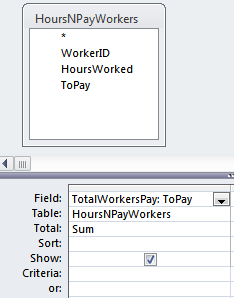 HoursNPayWorkers
*
WorkerID
HoursWorked
ToPay
Field: TotalWorkersPay: ToPay
Table: HoursNPayWorkers
Total: Sum
Sort:
Show:
Criteria:
or: